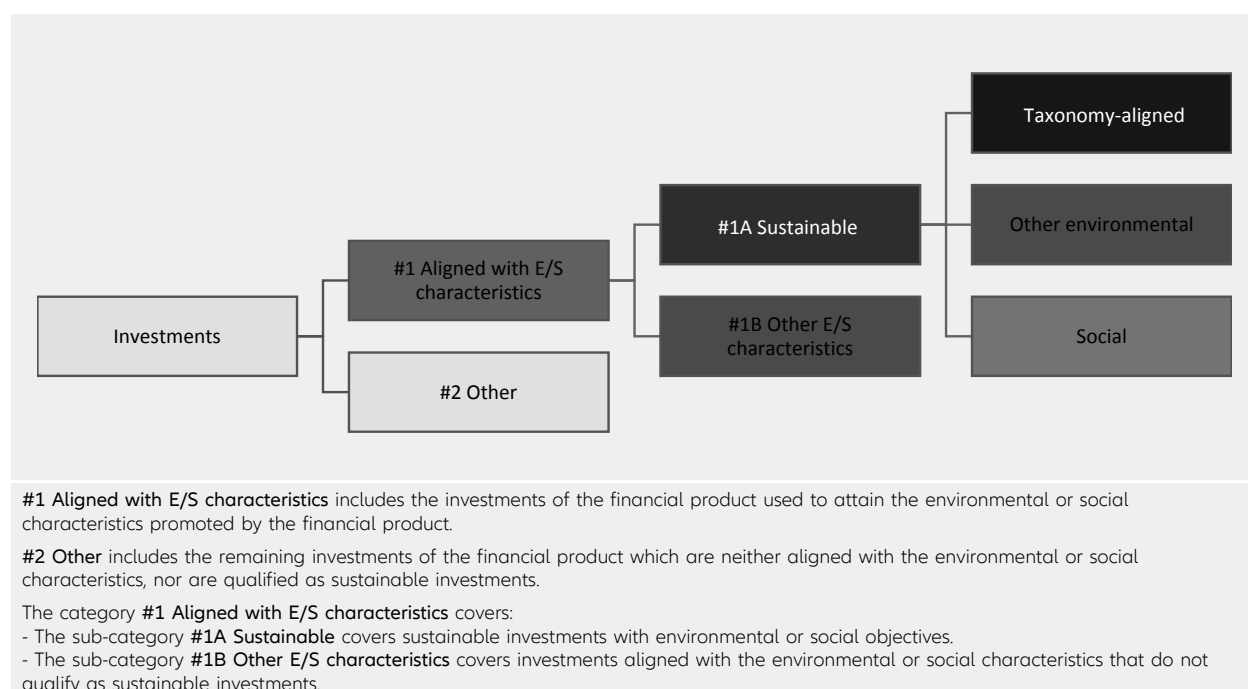 Taxonomy-aligned
#1A Sustainable
Other environmental
#1 Aligned with E/S
characteristics
Investments
#1B Other E/S
characteristics
Social
#2 Other
#1 Aligned with E/S characteristics includes the investments of the financial product used to attain the environmental or social
characteristics promoted by the financial product.
#2 Other includes the remaining investments of the financial product which are neither aligned with the environmental or social
characteristics, nor are qualified as sustainable investments.
The category #1 Aligned with E/S characteristics covers:
- The sub-category #1A Sustainable covers sustainable investments with environmental or social objectives.
- The sub-category #1B Other E/S characteristics covers investments aligned with the environmental or social characteristics that do not
qualify as sustainable investments.